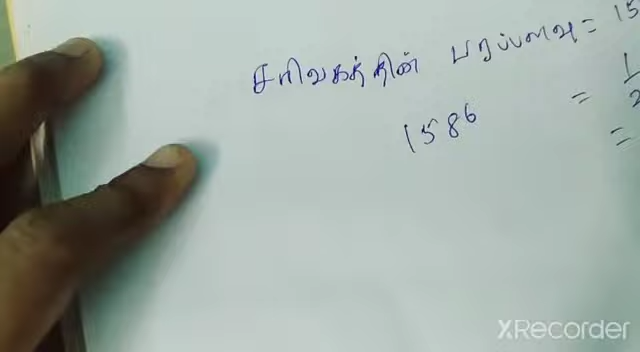 சரிவகத்தின் பரப்பளவு = 15
1586 = 1
2
=
XRecorder